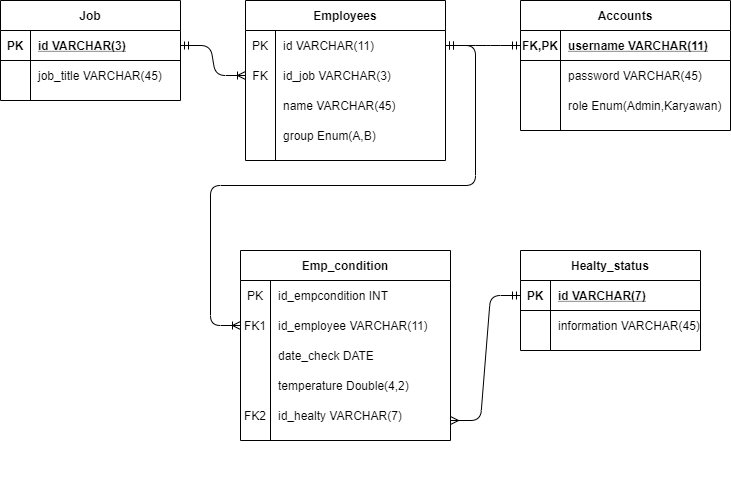 Job
PK id VARCHAR(3)
job_title VARCHAR(45)
Employees
PK id VARCHAR(11)
FK id_job VARCHAR(3)
name VARCHAR(45)
group Enum(A,B)
Accounts
FK,PK username VARCHAR(11)
password VARCHAR(45)
role Enum(Admin,Karyawan)
Emp_condition
PK id_empcondition INT
FK1 id_employee VARCHAR(11)
date_check DATE
temperature Double(4,2)
FK2 id_healty VARCHAR(7)
Healty_status
PK id VARCHAR(7)
information VARCHAR(45)